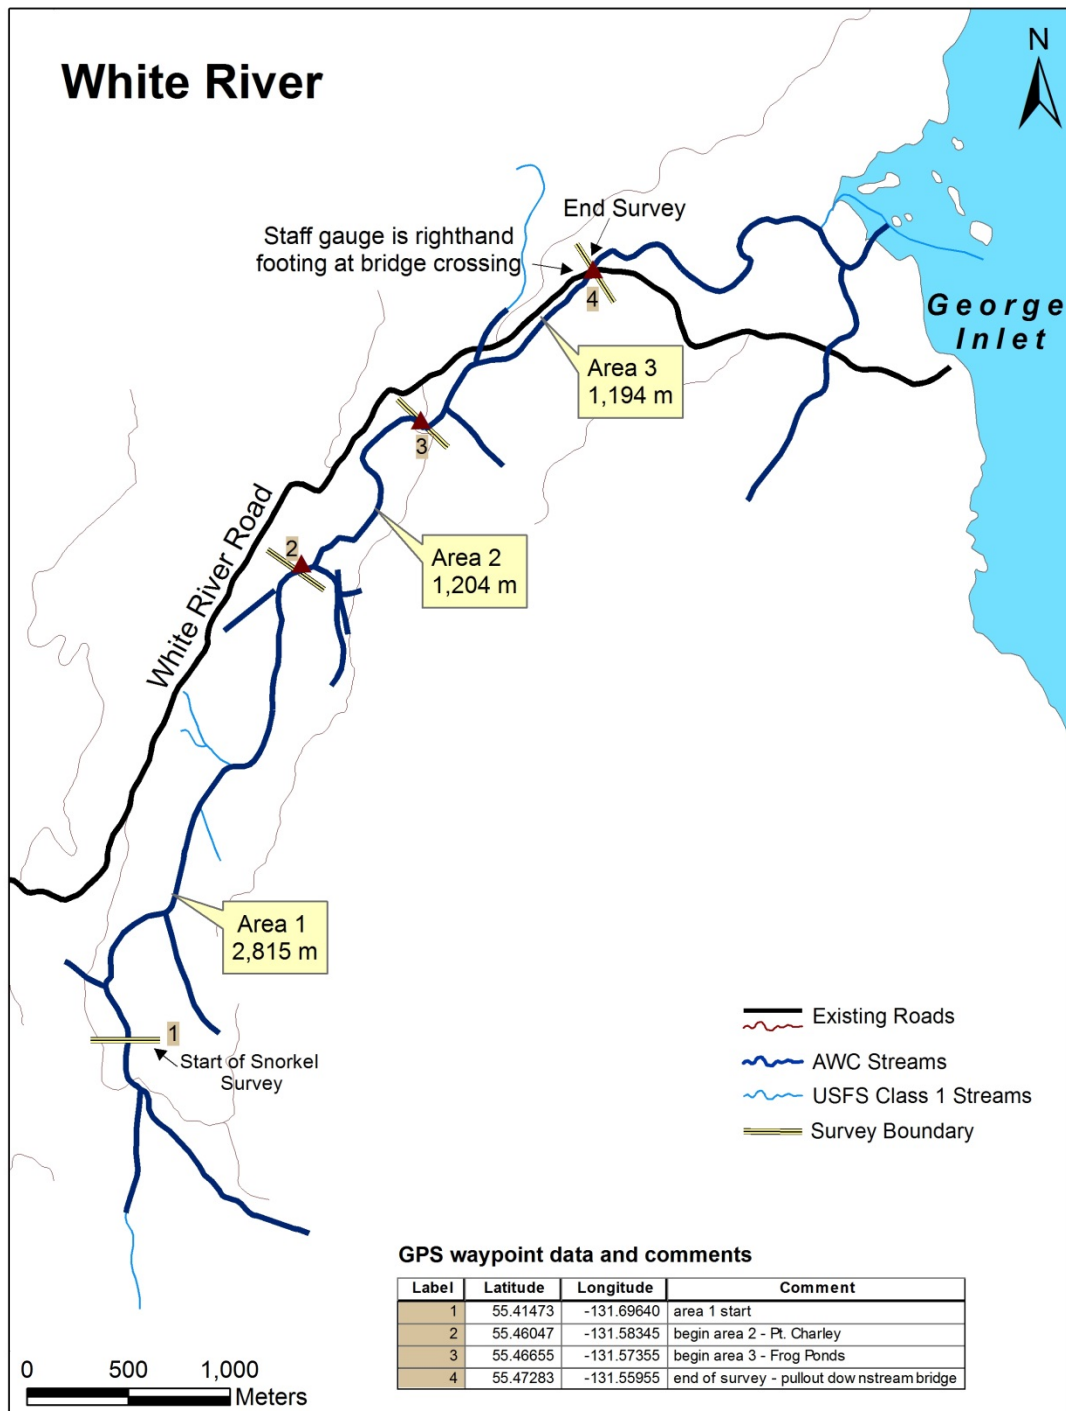 White River
N
End Survey
Staff gauge is righthand
footing at bridge crossing
4
George
Inlet
Area 3
1,194 m
3
White River Road
2
Area 2
1,204 m
Area 1
2,815 m
1
Start of Snorkel
Survey
Existing Roads
AWC Streams
USFS Class 1 Streams
Survey Boundary
GPS waypoint data and comments
Label Latitude Longitude Comment
1 55.41473 -131.69640 area 1 start
2 55.46047 -131.58345 begin area 2 - Pt. Charley
3 55.46655 -131.57355 begin area 3 - Frog Ponds
4 55.47283 -131.55955 end of survey - pullout downstream bridge
0 500 1,000
Meters